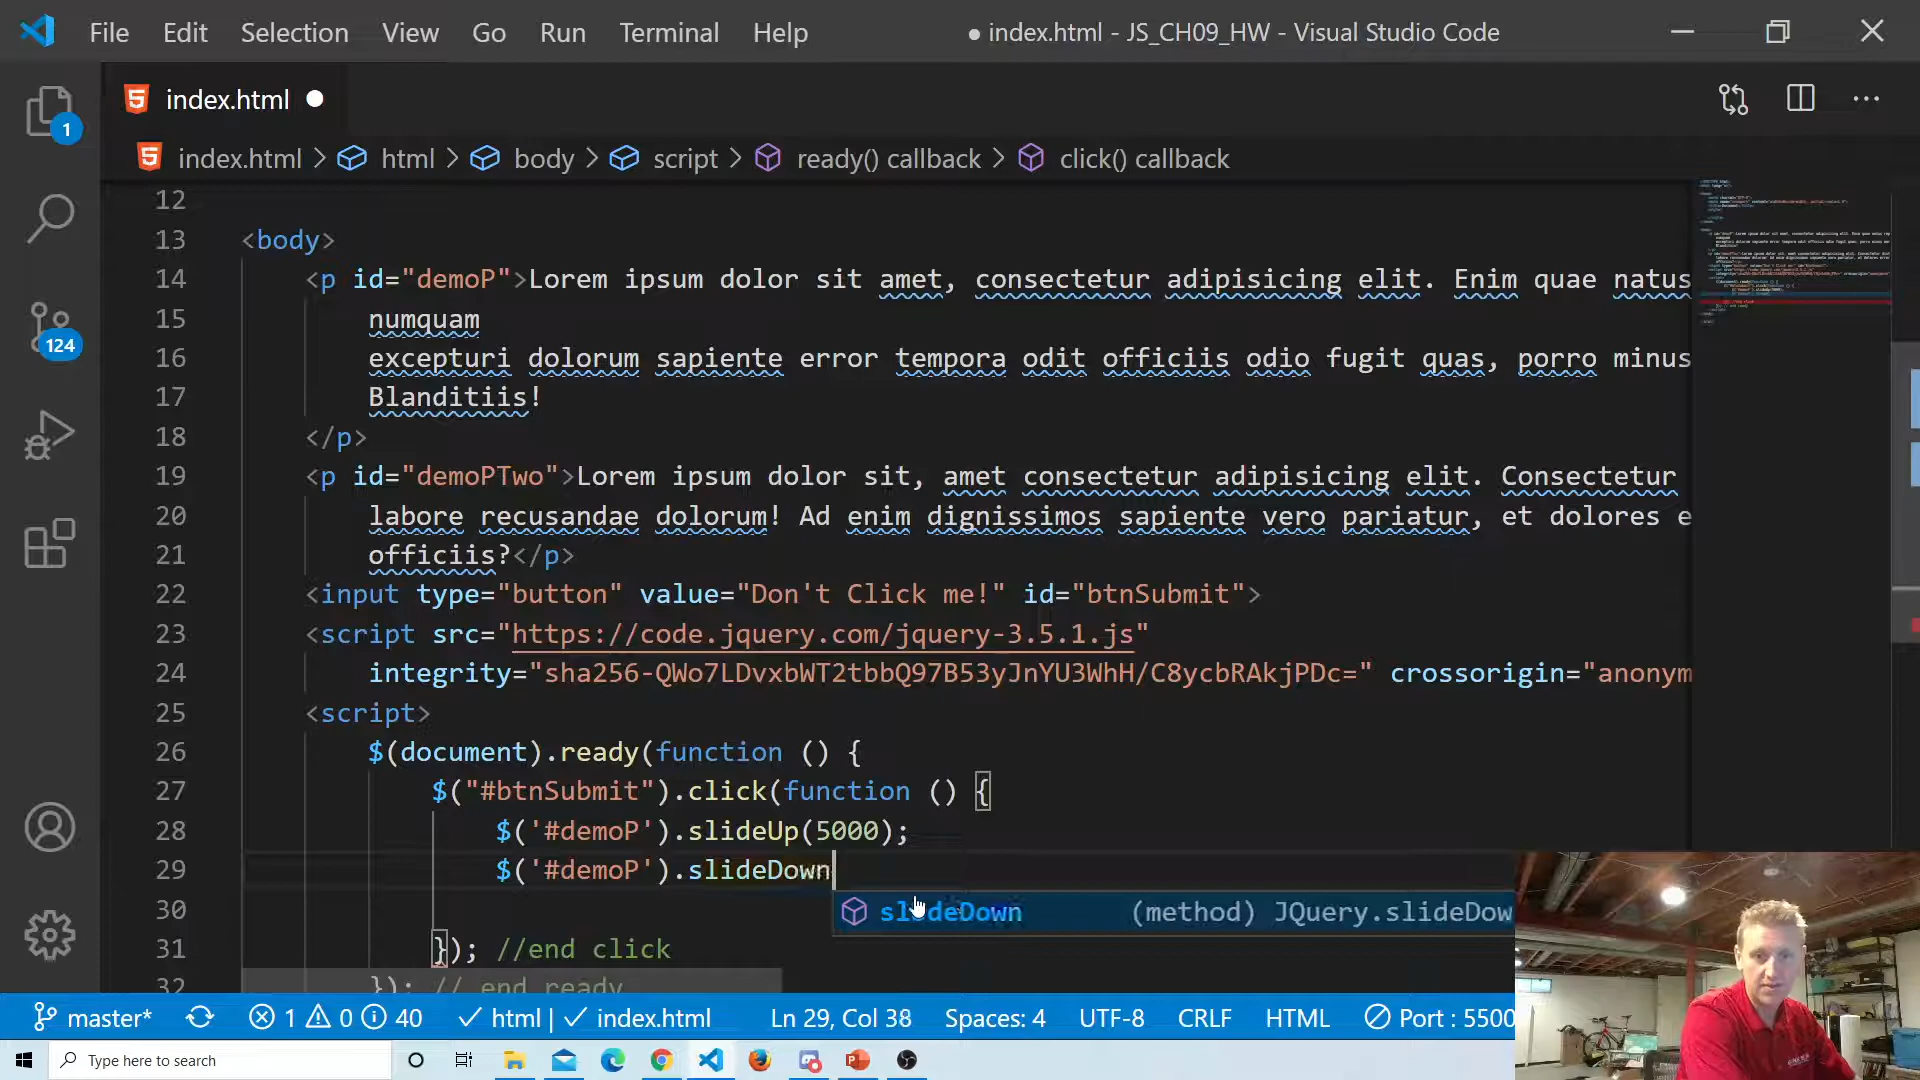 File Edit Selection View Go Run Terminal Help ● index.html - JS_CH09_HW - Visual Studio Code
1
index.html ●
index.html > html > body > script > ready() callback > click() callback
12
13 <body>
14 <p id="demoP">Lorem ipsum dolor sit amet, consectetur adipisicing elit. Enim quae natus
15 numquam
16 excepturi dolorum sapiente error tempora odit officiis odio fugit quas, porro minus
17 Blanditiis!
18 </p>
19 <p id="demoPTwo">Lorem ipsum dolor sit, amet consectetur adipisicing elit. Consectetur
20 labore recusandae dolorum! Ad enim dignissimos sapiente vero pariatur, et dolores e
21 officiis?</p>
22 <input type="button" value="Don't Click me!" id="btnSubmit">
23 <script src="https://code.jquery.com/jquery-3.5.1.js"
24 integrity="sha256-QWo7LDvxbWT2tbbQ97B53yJnYU3WhH/C8ycbRAkjPDc=" crossorigin="anonym
25 <script>
26 $(document).ready(function () {
27 $("#btnSubmit").click(function () {
28 $('#demoP').slideUp(5000);
29 $('#demoP').slideDown
30 slideDown (method) JQuery.slideDow
31 }); //end click
32 }); // end ready
124
master* 1 0 40 html | index.html Ln 29, Col 38 Spaces: 4 UTF-8 CRLF HTML Port : 5500
Type here to search